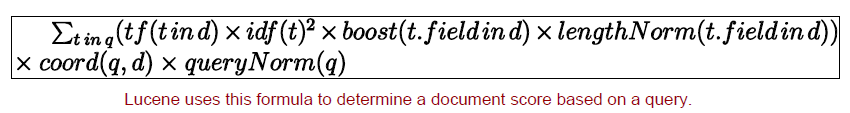 ∑t in q(tf(t in d) × idf(t)² × boost(t.field in d) × lengthNorm(t.field in d))
× coord(q,d) × queryNorm(q)
Lucene uses this formula to determine a document score based on a query.